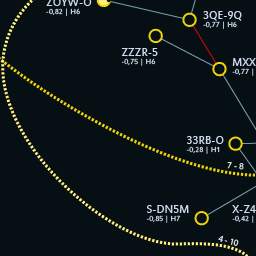 ZOYW-O
-0,82 | H6
3QE-9Q
-0,77 | H6
ZZZR-5
-0,75 | H6
MXX
-0,77 |
33RB-O
-0,28 | H1
7 - 8
S-DN5M
-0,85 | H7
X-Z4
-0,42 |
4 - 10